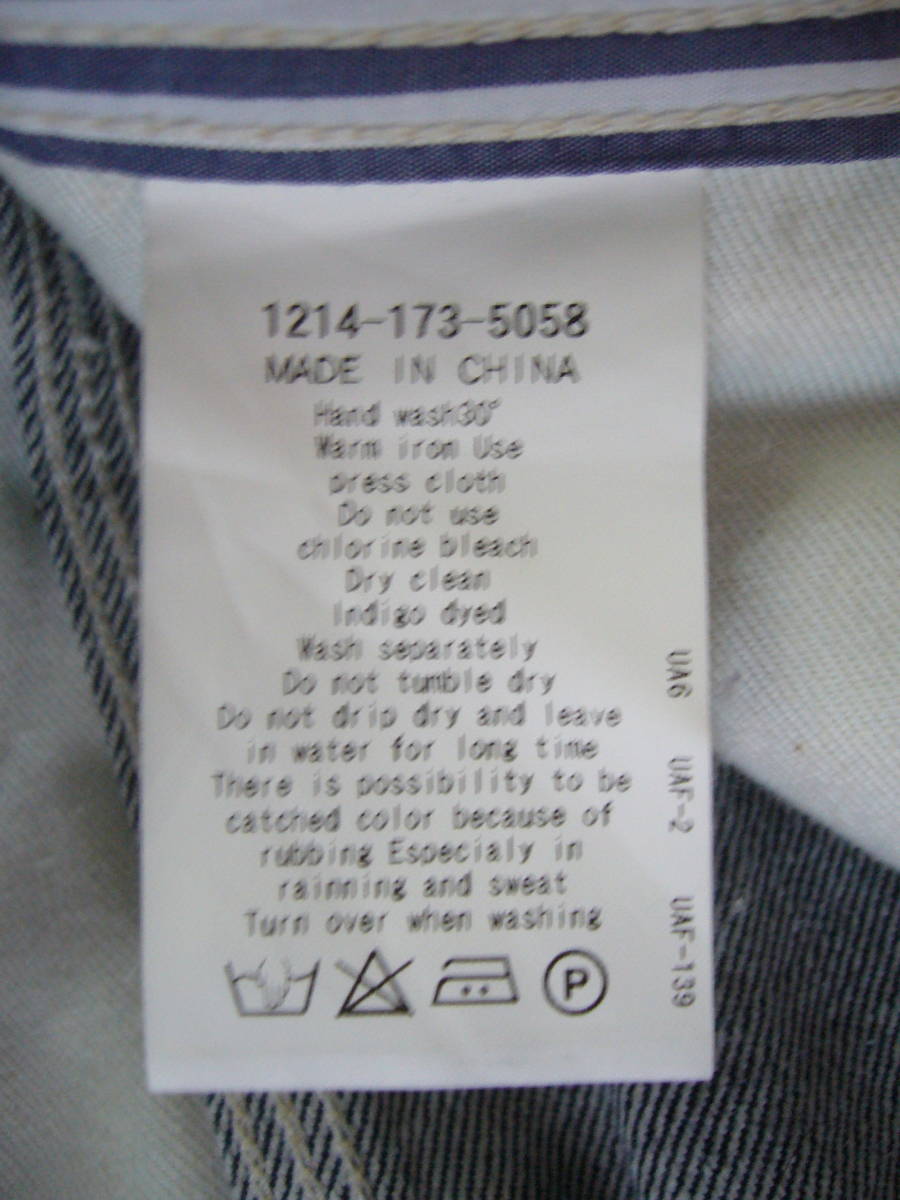 1214-173-5058
MADE IN CHINA
Hand wash30°
Warm iron Use
press cloth
Do not use
chlorine bleach
Dry clean
Indigo dyed
Wash separately
Do not tumble dry
Do not drip dry and leave
in water for long time
There is possibility to be
catched color because of
rubbing Especialy in
rainning and sweat
Turn over when washing
P
UA6 UAF-2 UAF-139